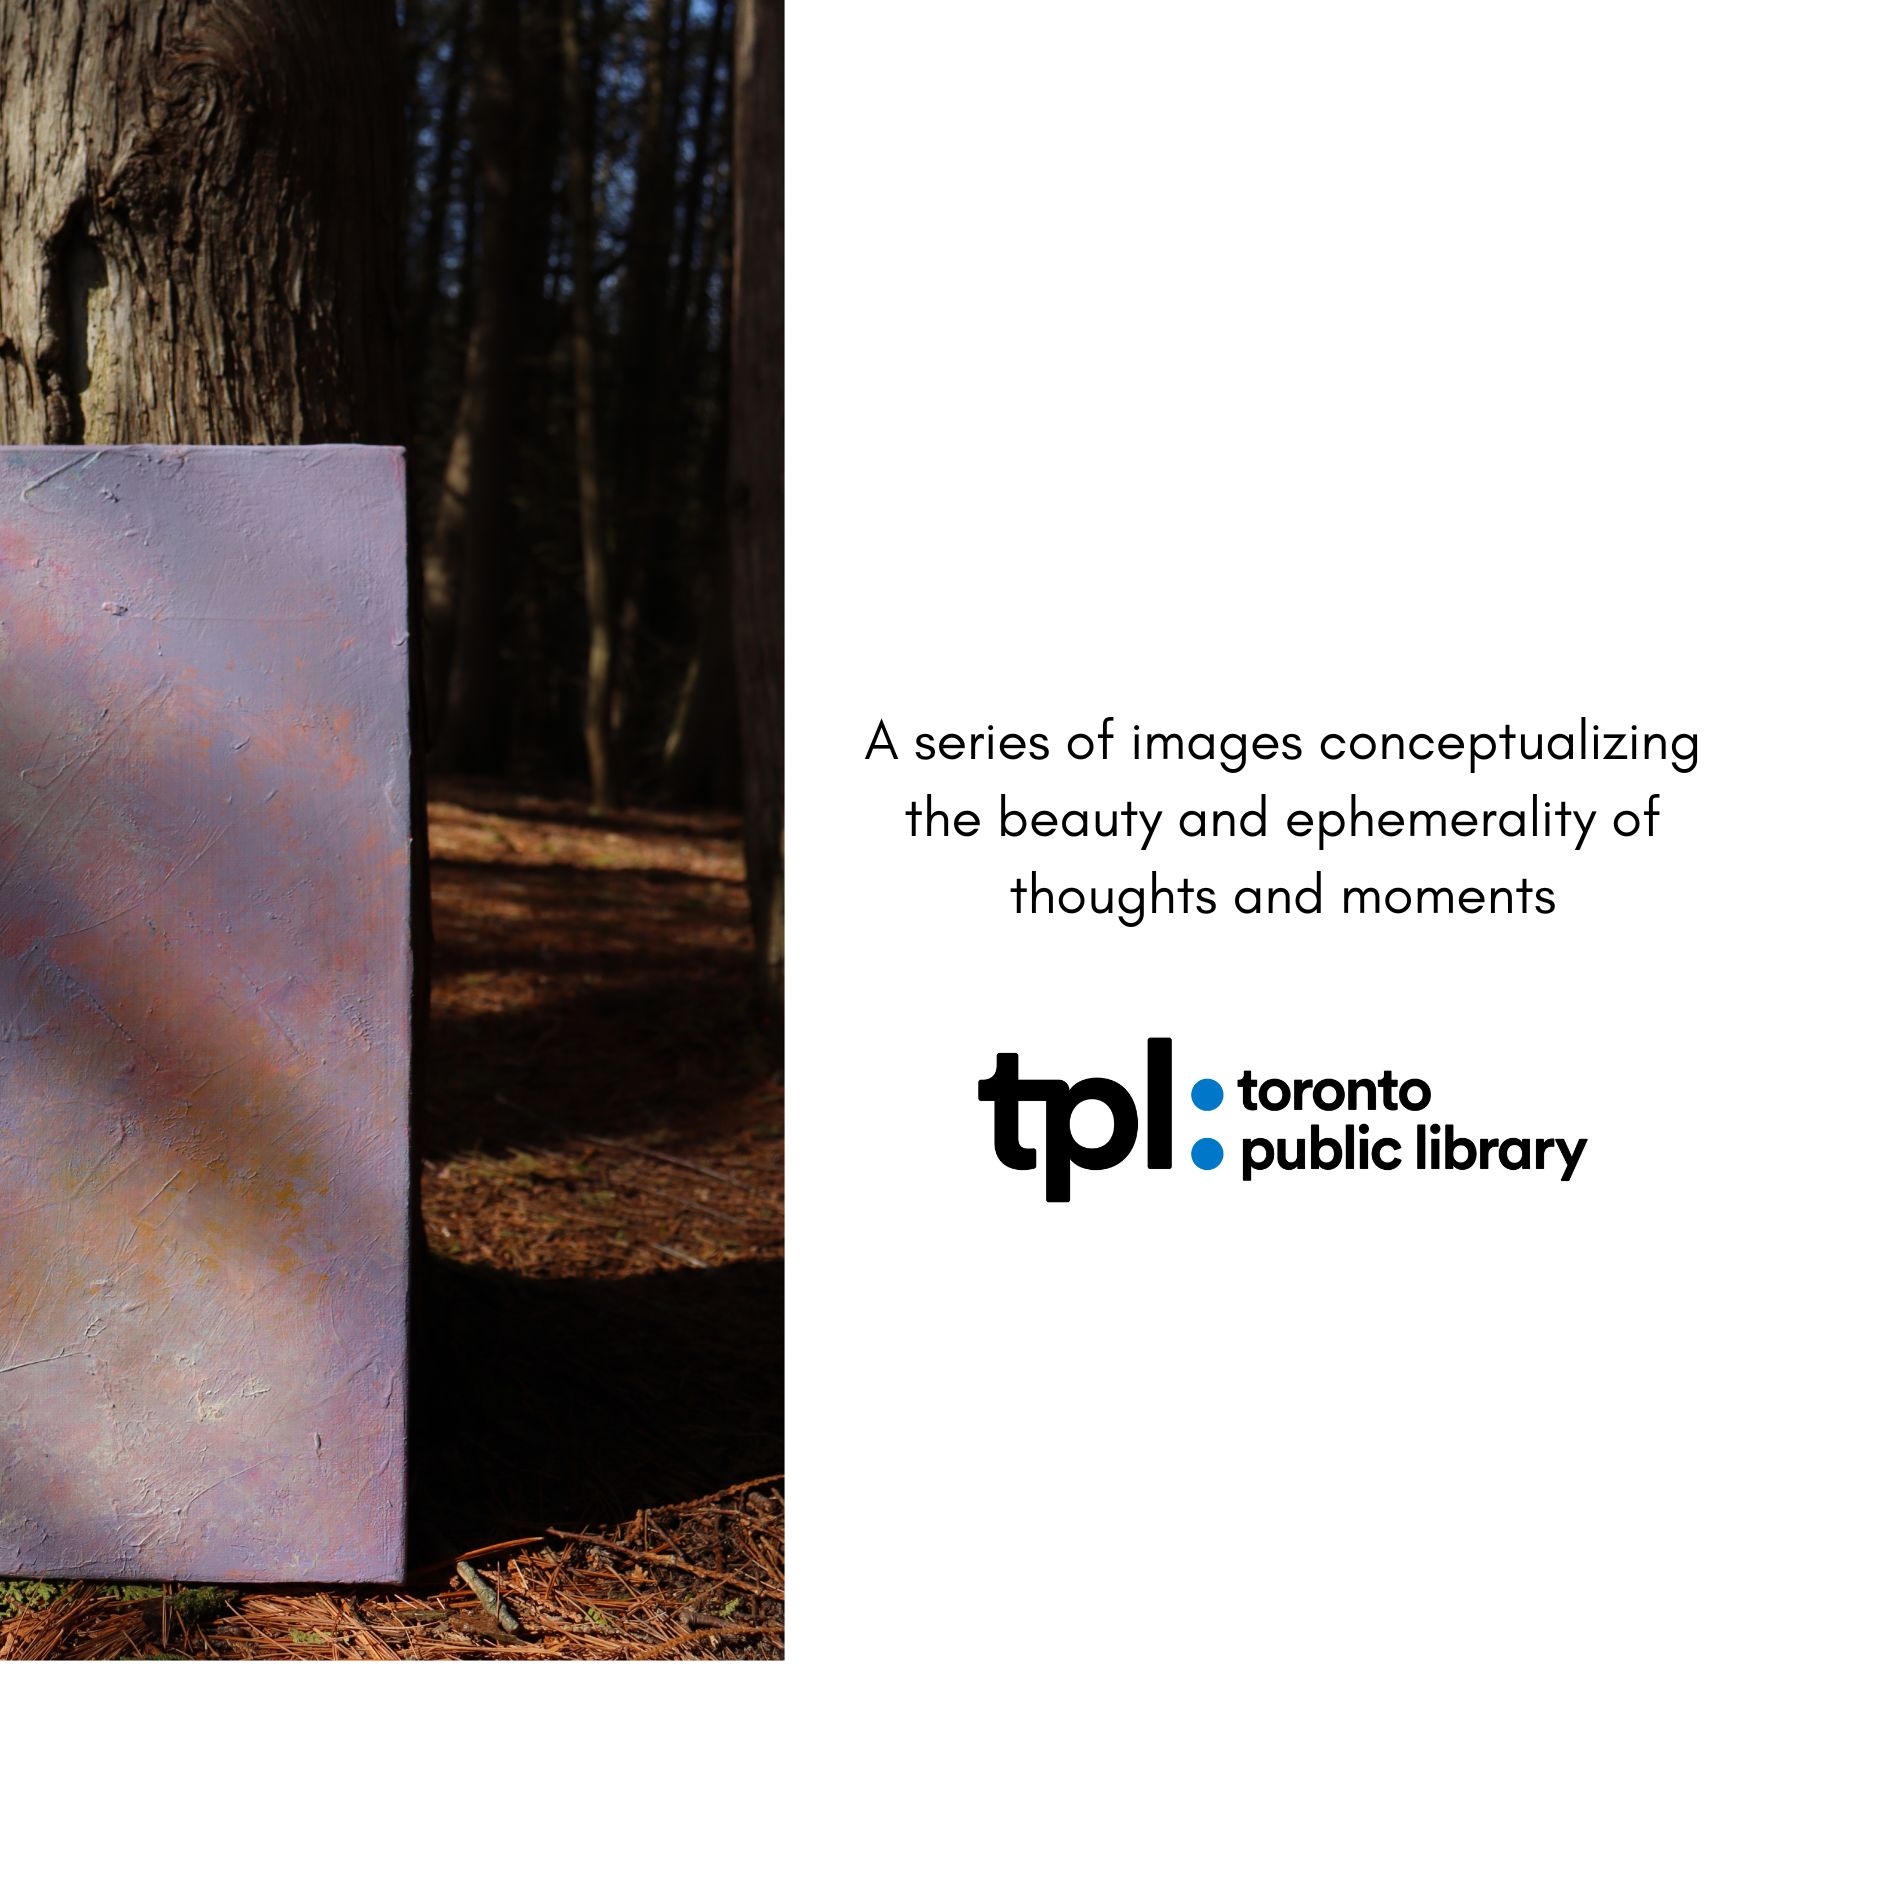 A series of images conceptualizing
the beauty and ephemerality of
thoughts and moments
tpl: toronto
public library